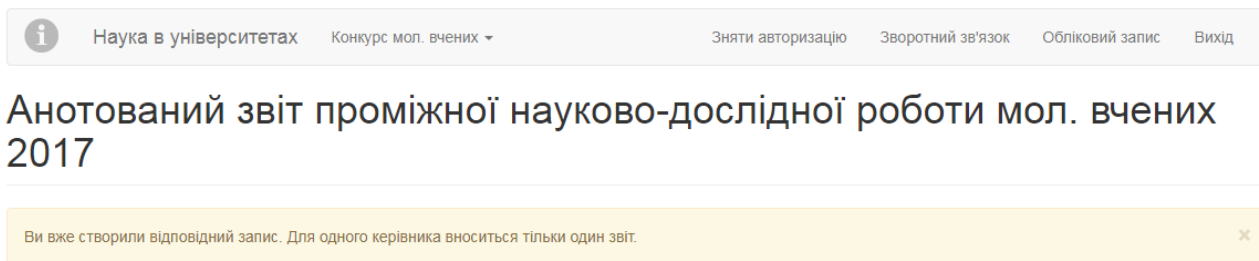 Наука в університетах Конкурс мол. вчених Зняти авторизацію Зворотний зв'язок Обліковий запис Вихід
Анотований звіт проміжної науково-дослідної роботи мол. вчених
2017
Ви вже створили відповідний запис. Для одного керівника вноситься тільки один звіт.